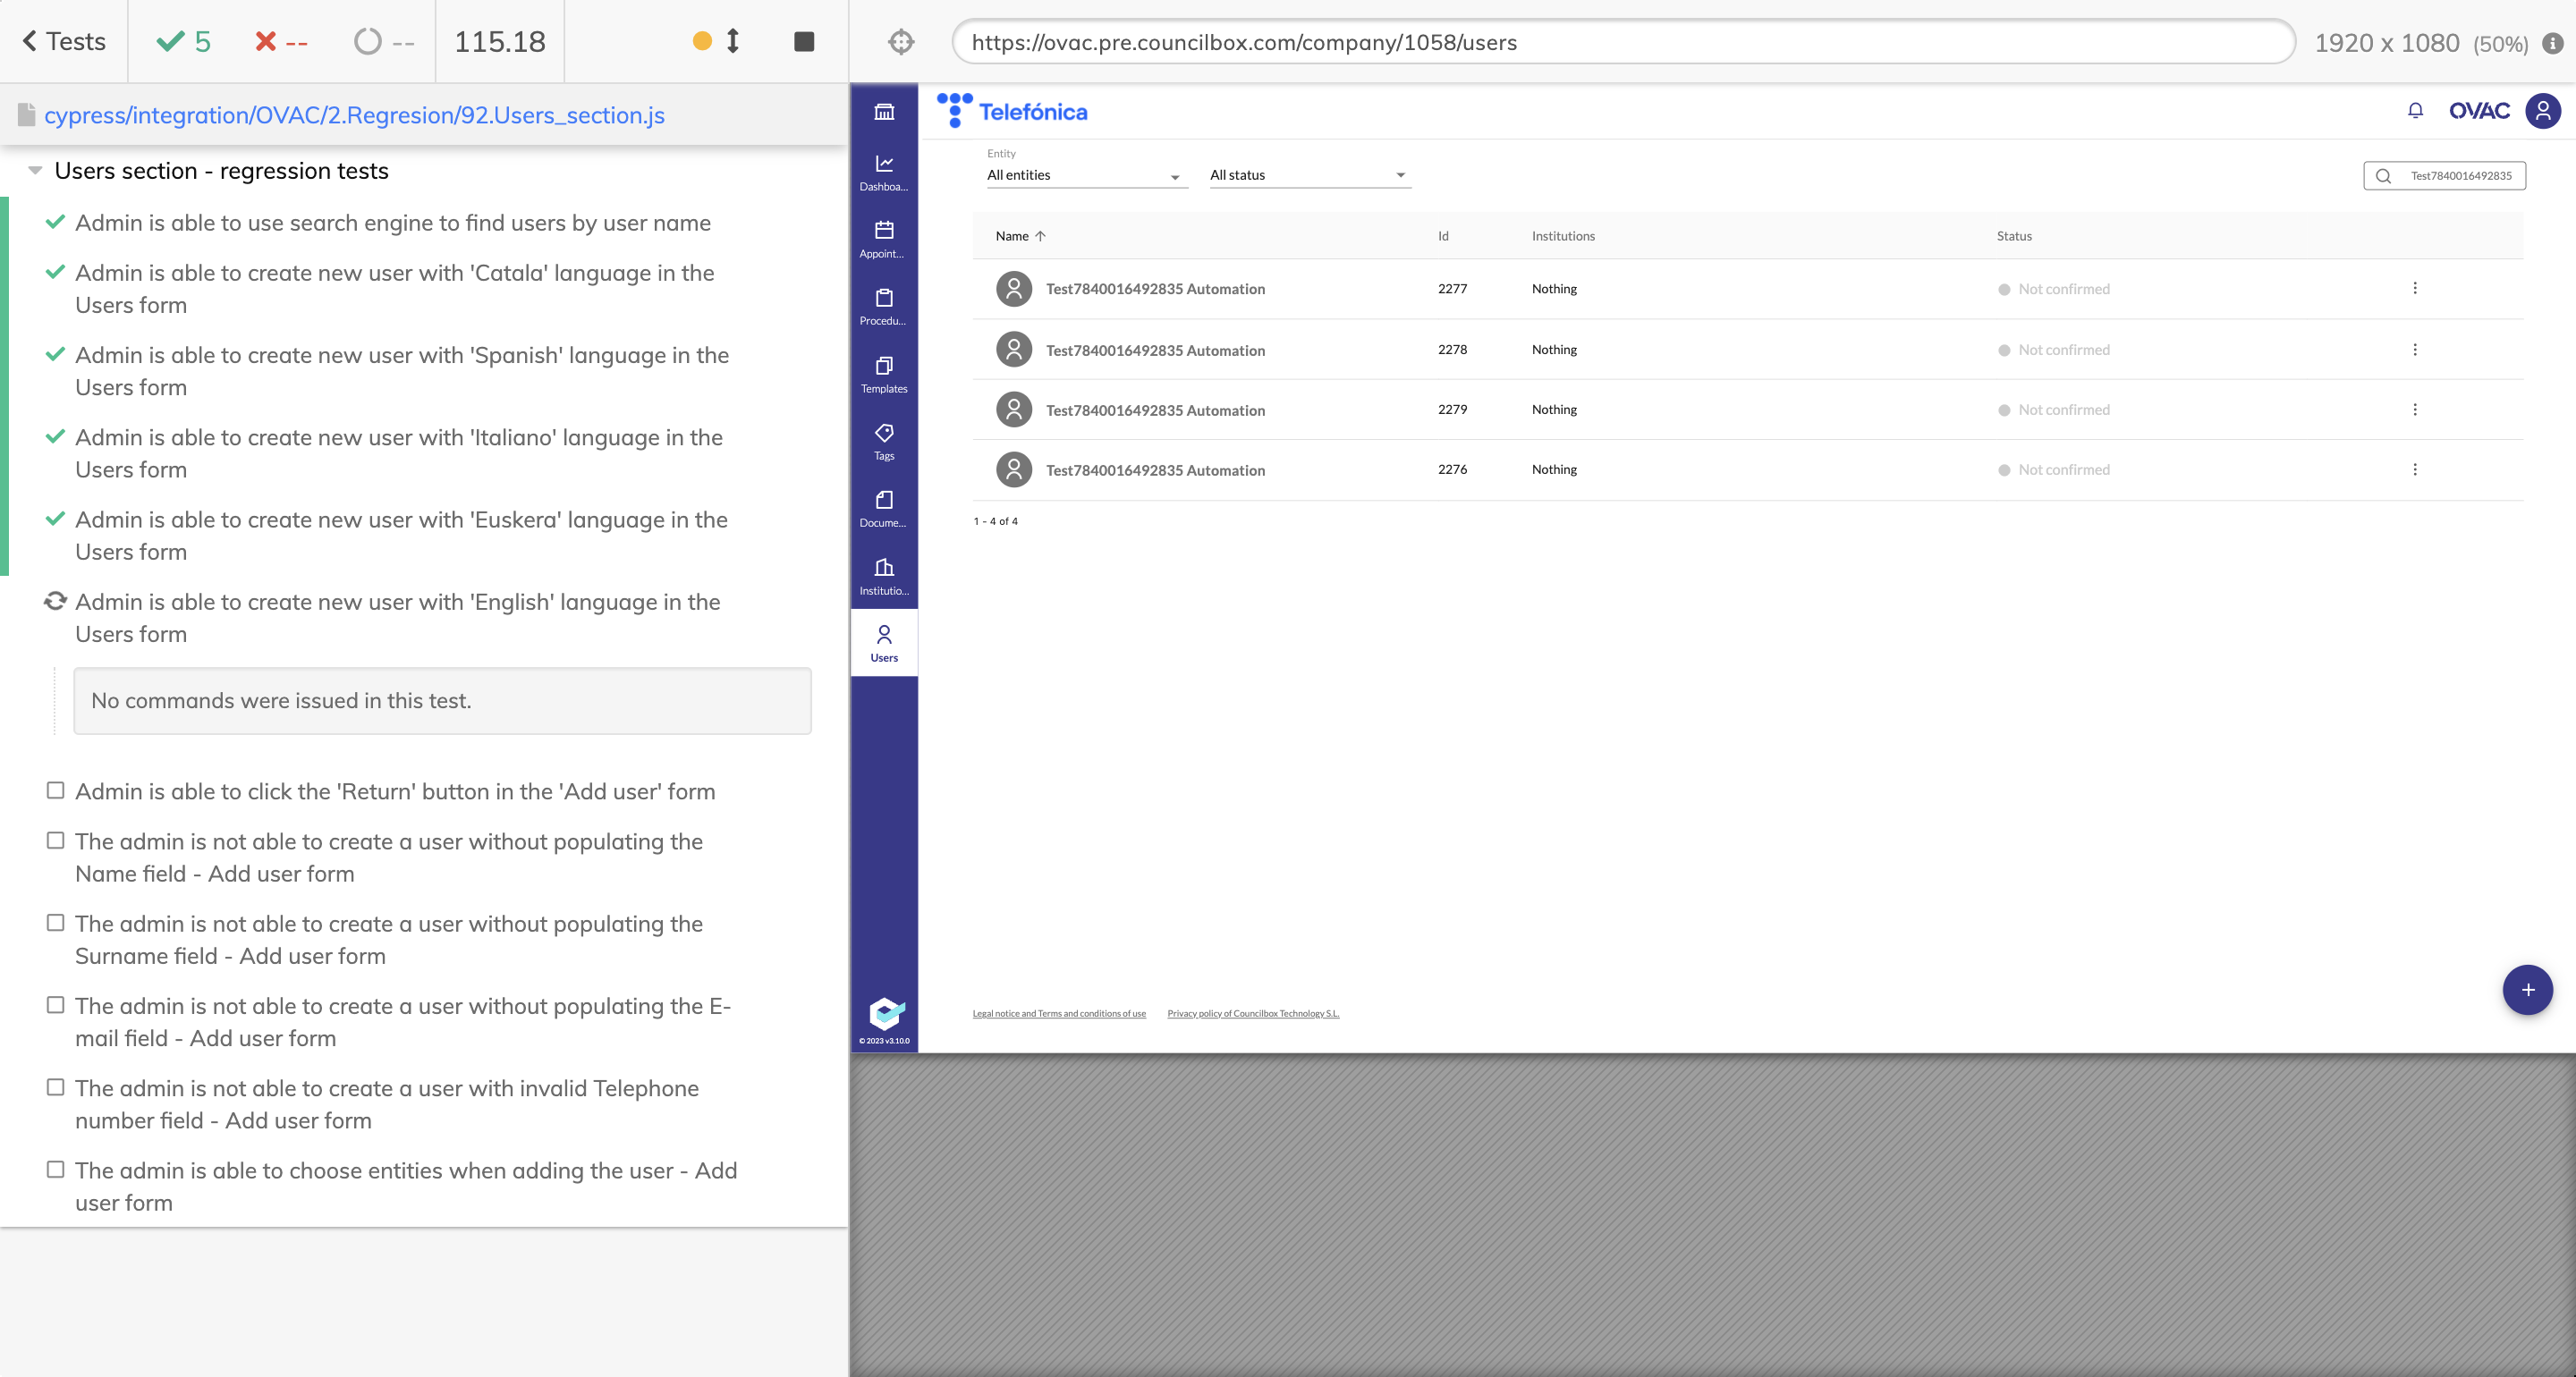 Tests
5
--
--
115.18
https://ovac.pre.councilbox.com/company/1058/users
1920 x 1080 (50%)
cypress/integration/OVAC/2.Regresion/92.Users_section.js
Users section - regression tests
Admin is able to use search engine to find users by user name
Admin is able to create new user with 'Catala' language in the
Users form
Admin is able to create new user with 'Spanish' language in the
Users form
Admin is able to create new user with 'Italiano' language in the
Users form
Admin is able to create new user with 'Euskera' language in the
Users form
Admin is able to create new user with 'English' language in the
Users form
No commands were issued in this test.
Admin is able to click the 'Return' button in the 'Add user' form
The admin is not able to create a user without populating the
Name field - Add user form
The admin is not able to create a user without populating the
Surname field - Add user form
The admin is not able to create a user without populating the E-
mail field - Add user form
The admin is not able to create a user with invalid Telephone
number field - Add user form
The admin is able to choose entities when adding the user - Add
user form
Dashboa...
Appoint...
Procedu...
Templates
Tags
Docume...
Institutio...
Users
© 2023 v3.10.0
Telefónica
OVAC
Entity
All entities
All status
Test7840016492835
Name Id Institutions Status
Test7840016492835 Automation 2277 Nothing Not confirmed
Test7840016492835 Automation 2278 Nothing Not confirmed
Test7840016492835 Automation 2279 Nothing Not confirmed
Test7840016492835 Automation 2276 Nothing Not confirmed
1 - 4 of 4
+
Legal notice and Terms and conditions of use Privacy policy of Councilbox Technology S.L.